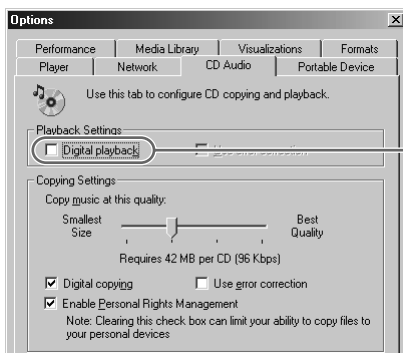 Options
Performance Media Library Visualizations Formats
Player Network CD Audio Portable Device
Use this tab to configure CD copying and playback.
Playback Settings
Digital playback Use error correction
Copying Settings
Copy music at this quality:
Smallest Size Best Quality
Requires 42 MB per CD (96 Kbps)
Digital copying Use error correction
Enable Personal Rights Management
Note: Clearing this check box can limit your ability to copy files to
your personal devices